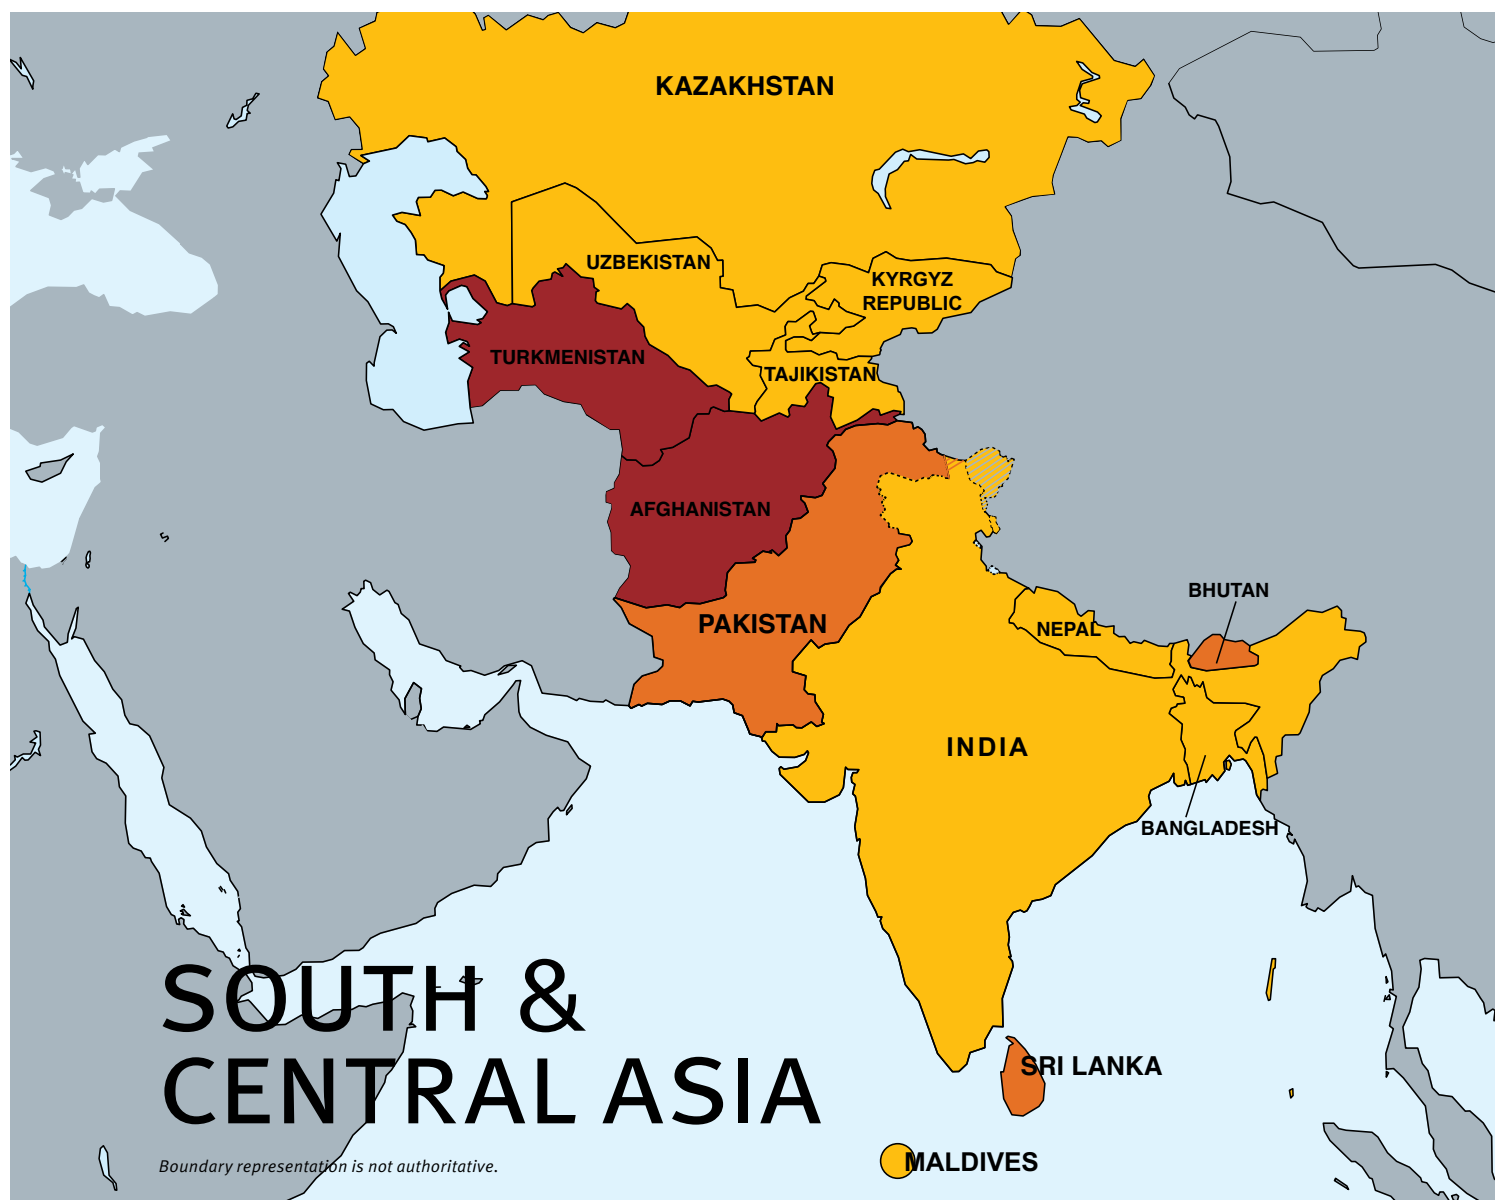 KAZAKHSTAN
UZBEKISTAN
KYRGYZ
REPUBLIC
TURKMENISTAN
TAJIKISTAN
AFGHANISTAN
PAKISTAN
BHUTAN
NEPAL
INDIA
BANGLADESH
SRI LANKA
MALDIVES
SOUTH &
CENTRAL ASIA
Boundary representation is not authoritative.